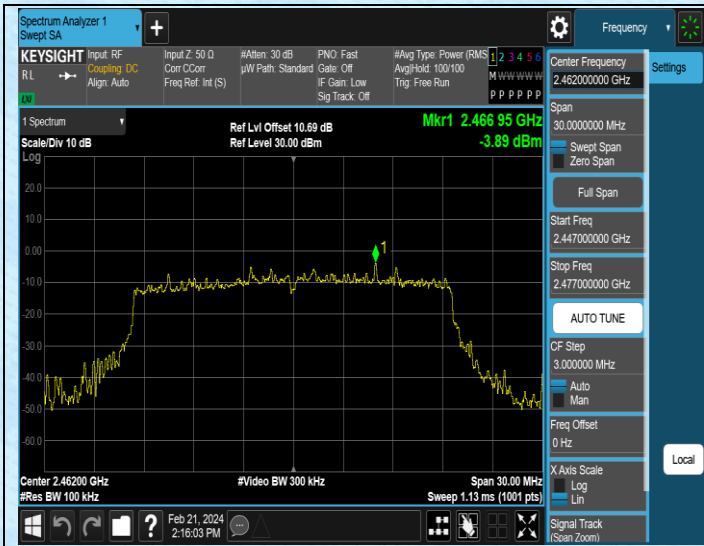 Spectrum Analyzer 1
Swept SA
+
Frequency
KEYSIGHT
RL
LXI
Input: RF
Coupling: DC
Align: Auto
Input Z: 50 Ω
Corr CCorr
Freq Ref: Int (S)
#Atten: 30 dB
µW Path: Standard
PNO: Fast
Gate: Off
IF Gain: Low
Sig Track: Off
#Avg Type: Power (RMS
Avg|Hold: 100/100
Trig: Free Run
1 2 3 4 5 6
M W W W W W
P P P P P P
1 Spectrum
Scale/Div 10 dB
Log
Ref Lvl Offset 10.69 dB
Ref Level 30.00 dBm
Mkr1 2.466 95 GHz
-3.89 dBm
1
20.0
10.0
0.00
-10.0
-20.0
-30.0
-40.0
-50.0
-60.0
Center 2.46200 GHz
#Res BW 100 kHz
#Video BW 300 kHz
Span 30.00 MHz
Sweep 1.13 ms (1001 pts)
Feb 21, 2024
2:16:03 PM
?
Center Frequency
2.462000000 GHz
Settings
Span
30.0000000 MHz
Swept Span
Zero Span
Full Span
Start Freq
2.447000000 GHz
Stop Freq
2.477000000 GHz
AUTO TUNE
CF Step
3.000000 MHz
Auto
Man
Freq Offset
0 Hz
Local
X Axis Scale
Log
Lin
Signal Track
(Span Zoom)